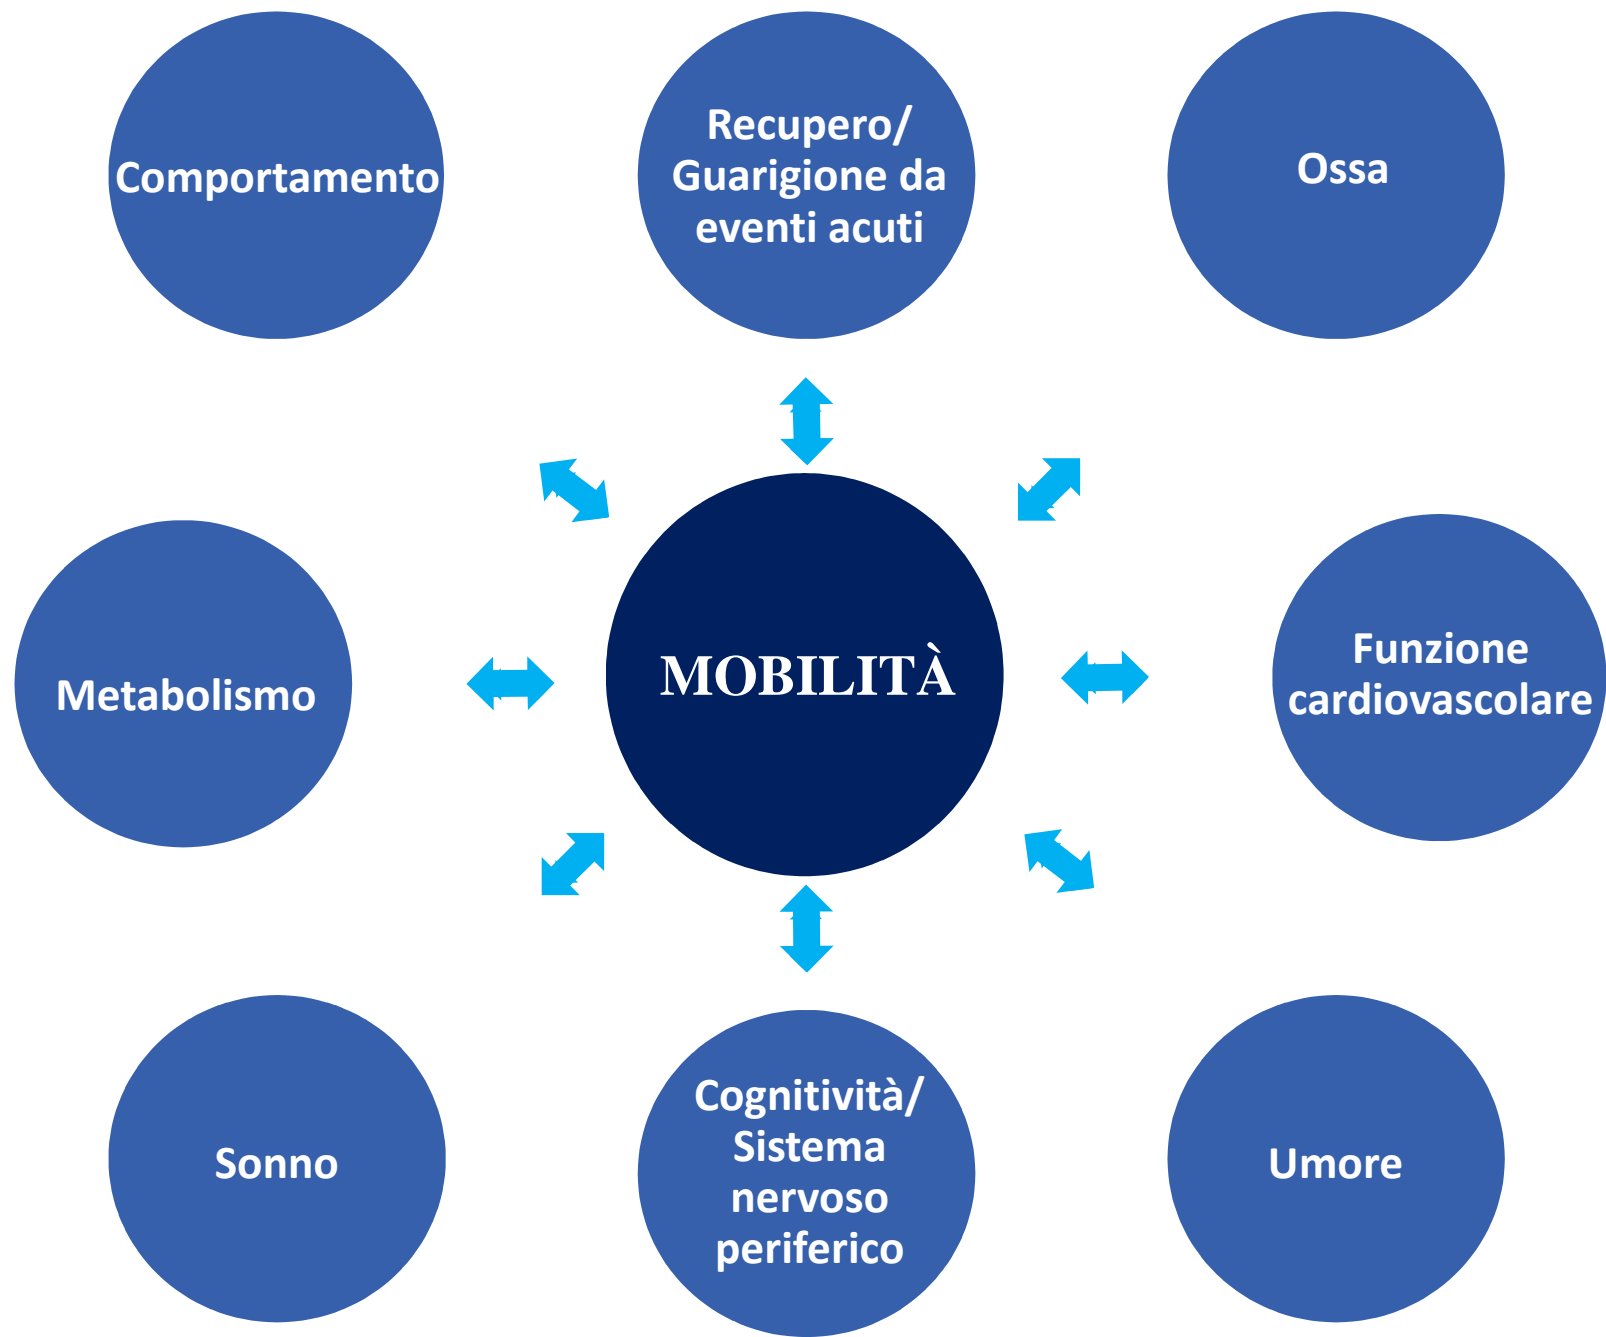 Comportamento
Recupero/
Guarigione da
eventi acuti
Ossa
Metabolismo
MOBILITÀ
Funzione
cardiovascolare
Sonno
Cognitività/
Sistema
nervoso
periferico
Umore